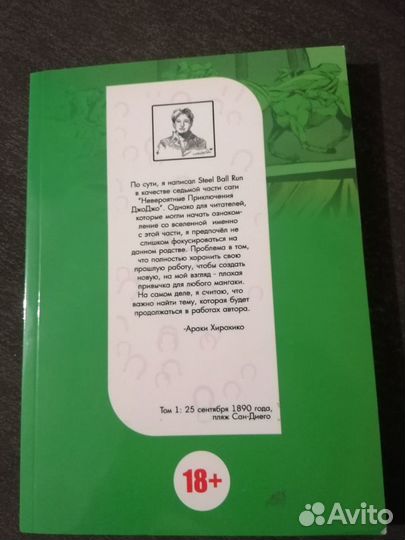 По сути, я написал Steel Ball Run
в качестве седьмой части саги
"Невероятные Приключения
ДжоДжо". Однако для читателей,
которые могли начать ознаком-
ление со вселенной именно
с этой части, я предпочёл не
слишком фокусироваться на
данном родстве. Проблема в том,
что полностью хоронить свою
прошлую работу, чтобы создать
новую, на мой взгляд - плохая
привычка для любого мангаки.
На самом деле, я считаю, что
важно найти тему, которая будет
продолжаться в работах автора.
-Араки Хирахико
Том 1: 25 сентября 1890 года,
пляж Сан-Диего
18+
Avito